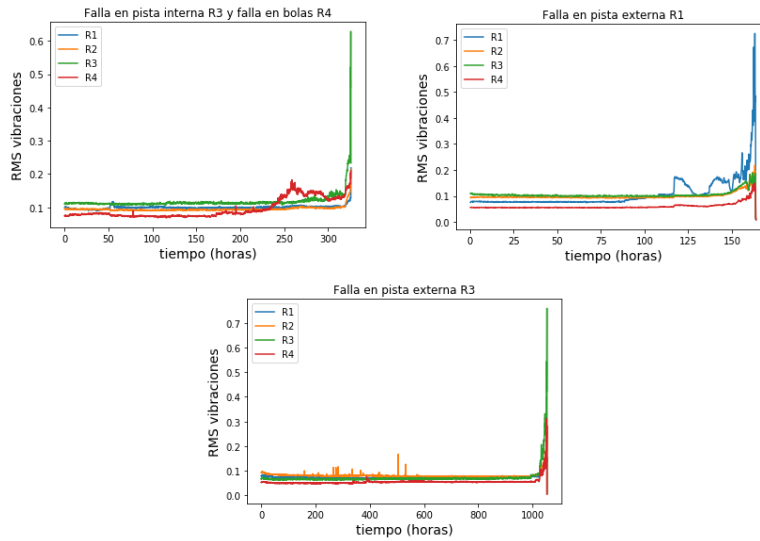 Falla en pista interna R3 y falla en bolas R4
R1
R2
R3
R4
RMS vibraciones
0.6
0.5
0.4
0.3
0.2
0.1
0 50 100 150 200 250 300
tiempo (horas)
Falla en pista externa R1
R1
R2
R3
R4
RMS vibraciones
0.7
0.6
0.5
0.4
0.3
0.2
0.1
0.0
0 25 50 75 100 125 150
tiempo (horas)
Falla en pista externa R3
R1
R2
R3
R4
RMS vibraciones
0.7
0.6
0.5
0.4
0.3
0.2
0.1
0.0
0 200 400 600 800 1000
tiempo (horas)